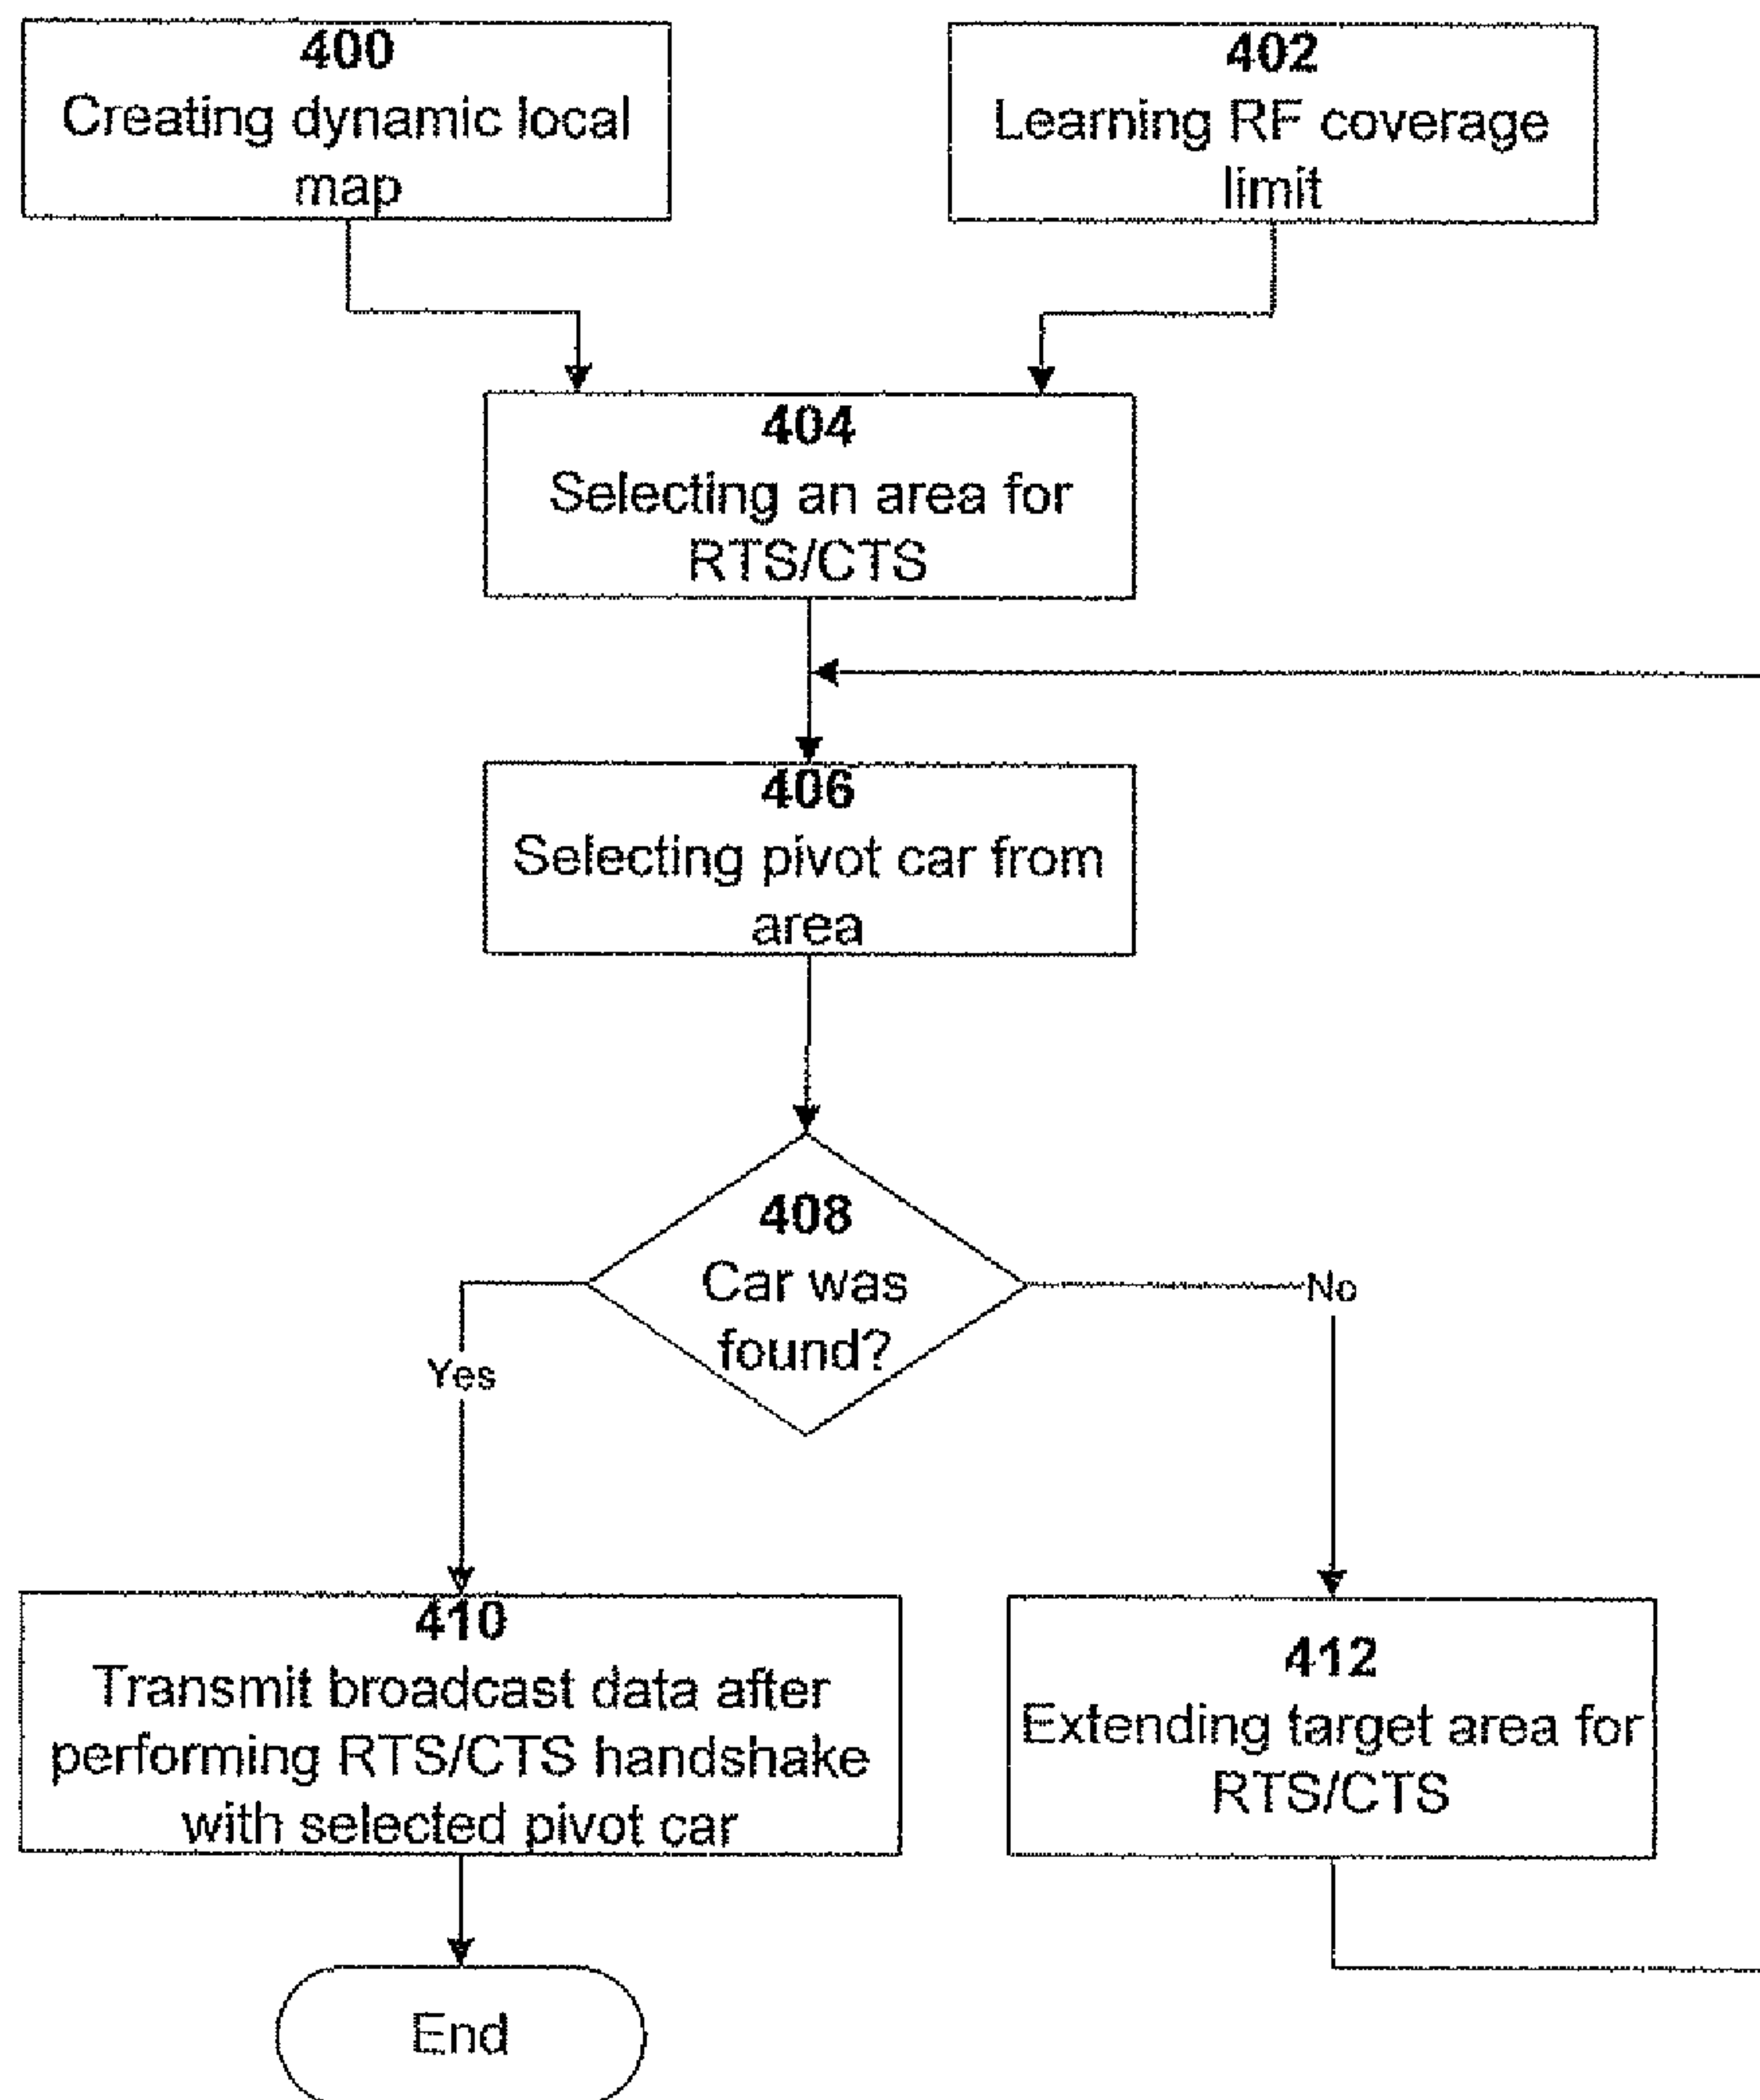 400
Creating dynamic local
map
402
Learning RF coverage
limit
404
Selecting an area for
RTS/CTS
406
Selecting pivot car from
area
408
Car was
found?
Yes
No
410
Transmit broadcast data after
performing RTS/CTS handshake
with selected pivot car
412
Extending target area for
RTS/CTS
End